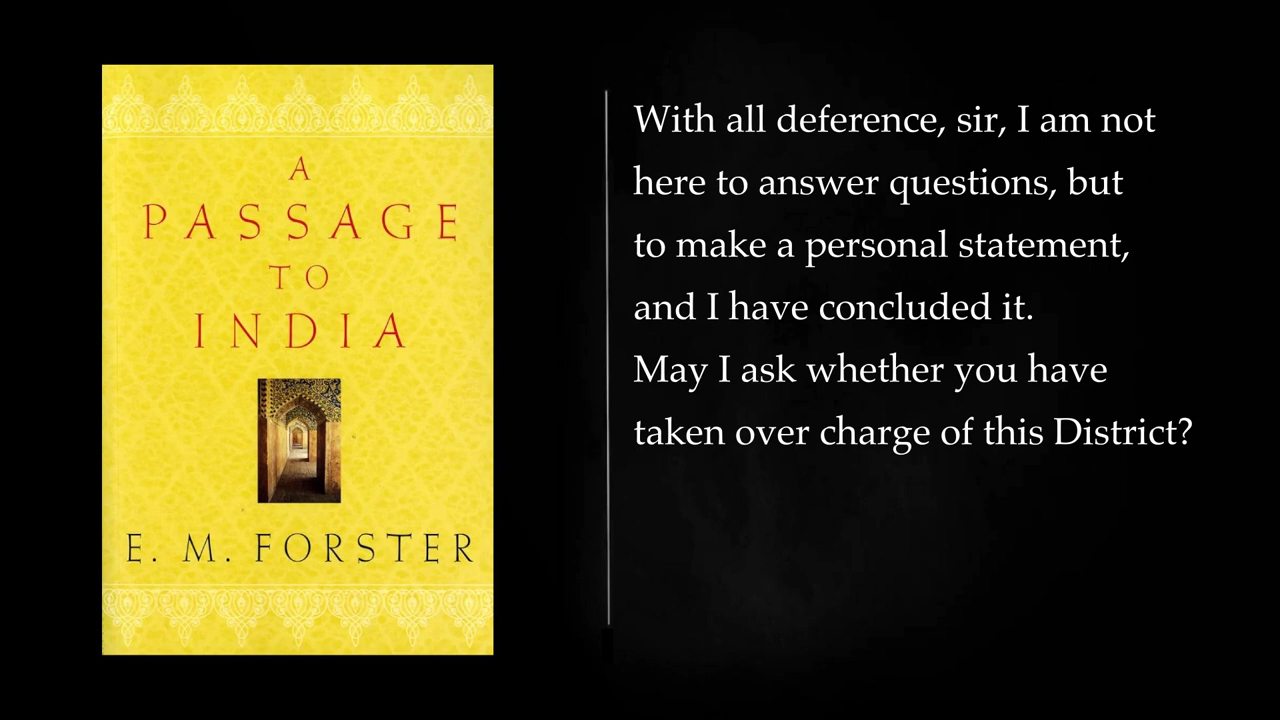 A
PASSAGE
TO
INDIA
E. M. FORSTER
With all deference, sir, I am not
here to answer questions, but
to make a personal statement,
and I have concluded it.
May I ask whether you have
taken over charge of this District?